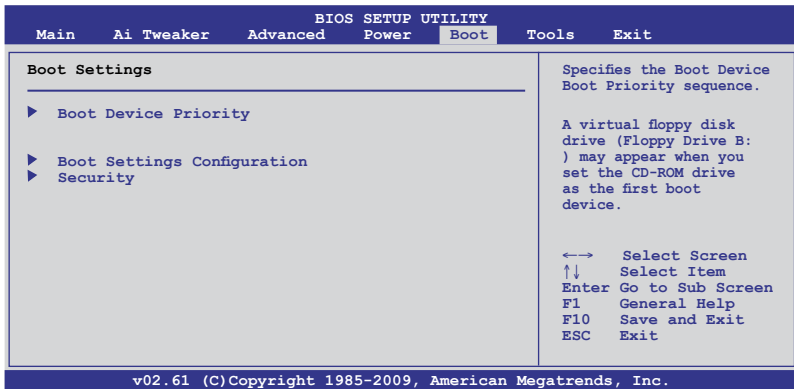 BIOS SETUP UTILITY
Main Ai Tweaker Advanced Power Boot Tools Exit
Boot Settings
Boot Device Priority
Boot Settings Configuration
Security
Specifies the Boot Device
Boot Priority sequence.
A virtual floppy disk
drive (Floppy Drive B:
) may appear when you
set the CD-ROM drive
as the first boot
device.
←→ Select Screen
↑↓ Select Item
Enter Go to Sub Screen
F1 General Help
F10 Save and Exit
ESC Exit
v02.61 (C)Copyright 1985-2009, American Megatrends, Inc.